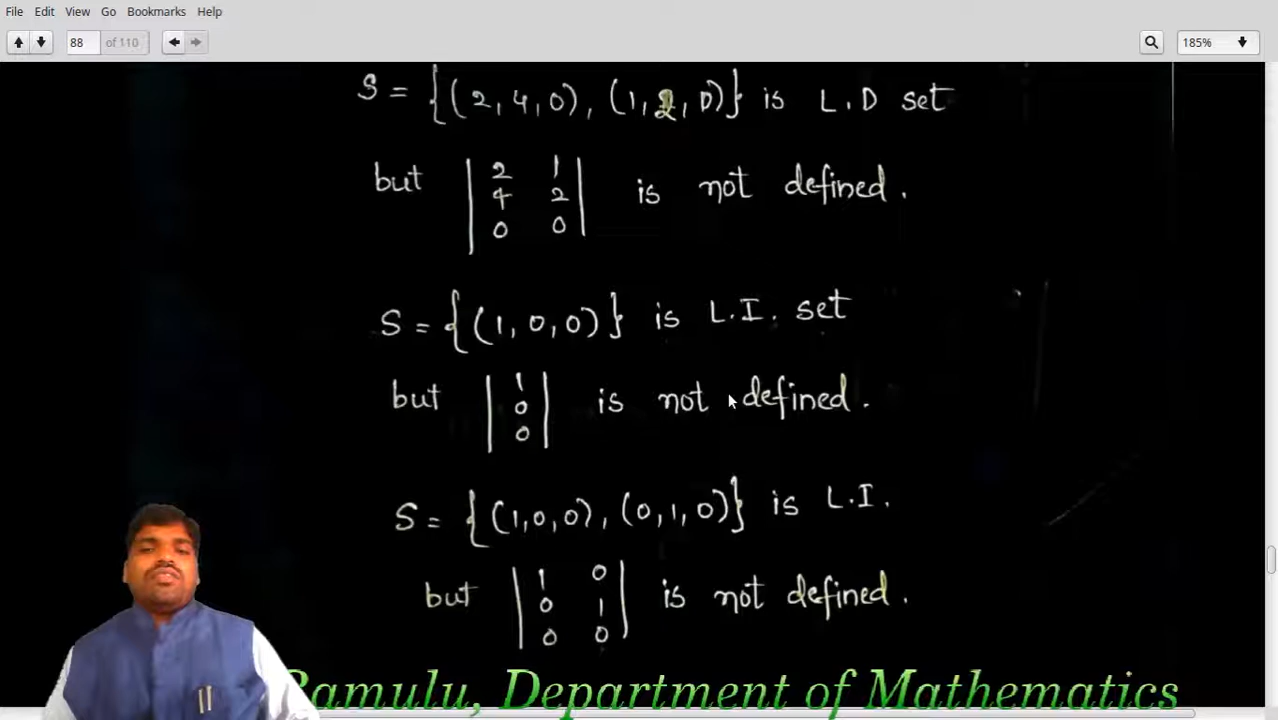 File Edit View Go Bookmarks Help
88 of 110 185%
S = {(2, 4, 0), (1, 2, 0)} is L.D set
but | 2 1 | is not defined.
4 2
0 0
S = {(1, 0, 0)} is L.I. set
but | 1 | is not defined.
0
0
S = {(1, 0, 0), (0, 1, 0)} is L.I.
but | 1 0 | is not defined.
0 1
0 0
Ramulu, Department of Mathematics